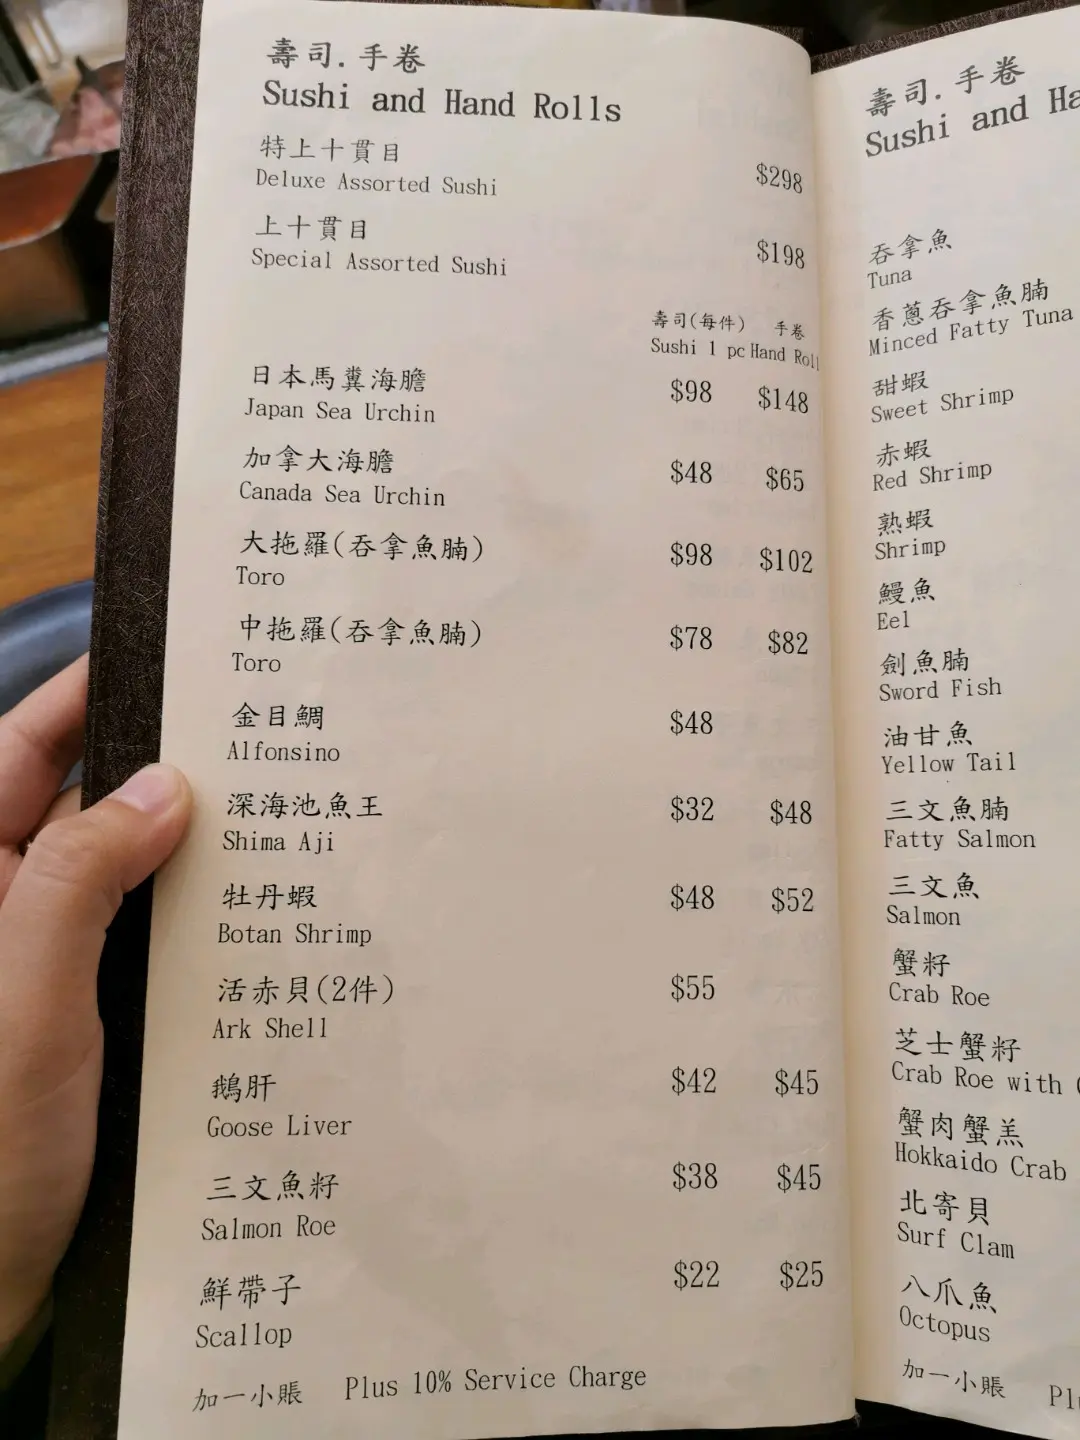 壽司.手卷
Sushi and Hand Rolls
特上十貫目
Deluxe Assorted Sushi
$298
上十貫目
Special Assorted Sushi
$198
壽司(每件) 手卷
Sushi 1 pc Hand Roll
日本馬糞海膽
Japan Sea Urchin
$98 $148
加拿大海膽
Canada Sea Urchin
$48 $65
大拖羅(吞拿魚腩)
Toro
$98 $102
中拖羅(吞拿魚腩)
Toro
$78 $82
金目鯛
Alfonsino
$48
深海池魚王
Shima Aji
$32 $48
牡丹蝦
Botan Shrimp
$48 $52
活赤貝(2件)
Ark Shell
$55
鵝肝
Goose Liver
$42 $45
三文魚籽
Salmon Roe
$38 $45
鮮帶子
Scallop
$22 $25
加一小賬 Plus 10% Service Charge
壽司.手卷
Sushi and Ha
吞拿魚
Tuna
香蔥吞拿魚腩
Minced Fatty Tuna
甜蝦
Sweet Shrimp
赤蝦
Red Shrimp
熟蝦
Shrimp
鰻魚
Eel
劍魚腩
Sword Fish
油甘魚
Yellow Tail
三文魚腩
Fatty Salmon
三文魚
Salmon
蟹籽
Crab Roe
芝士蟹籽
Crab Roe with
蟹肉蟹羔
Hokkaido Crab
北寄貝
Surf Clam
八爪魚
Octopus
加一小賬 Pl